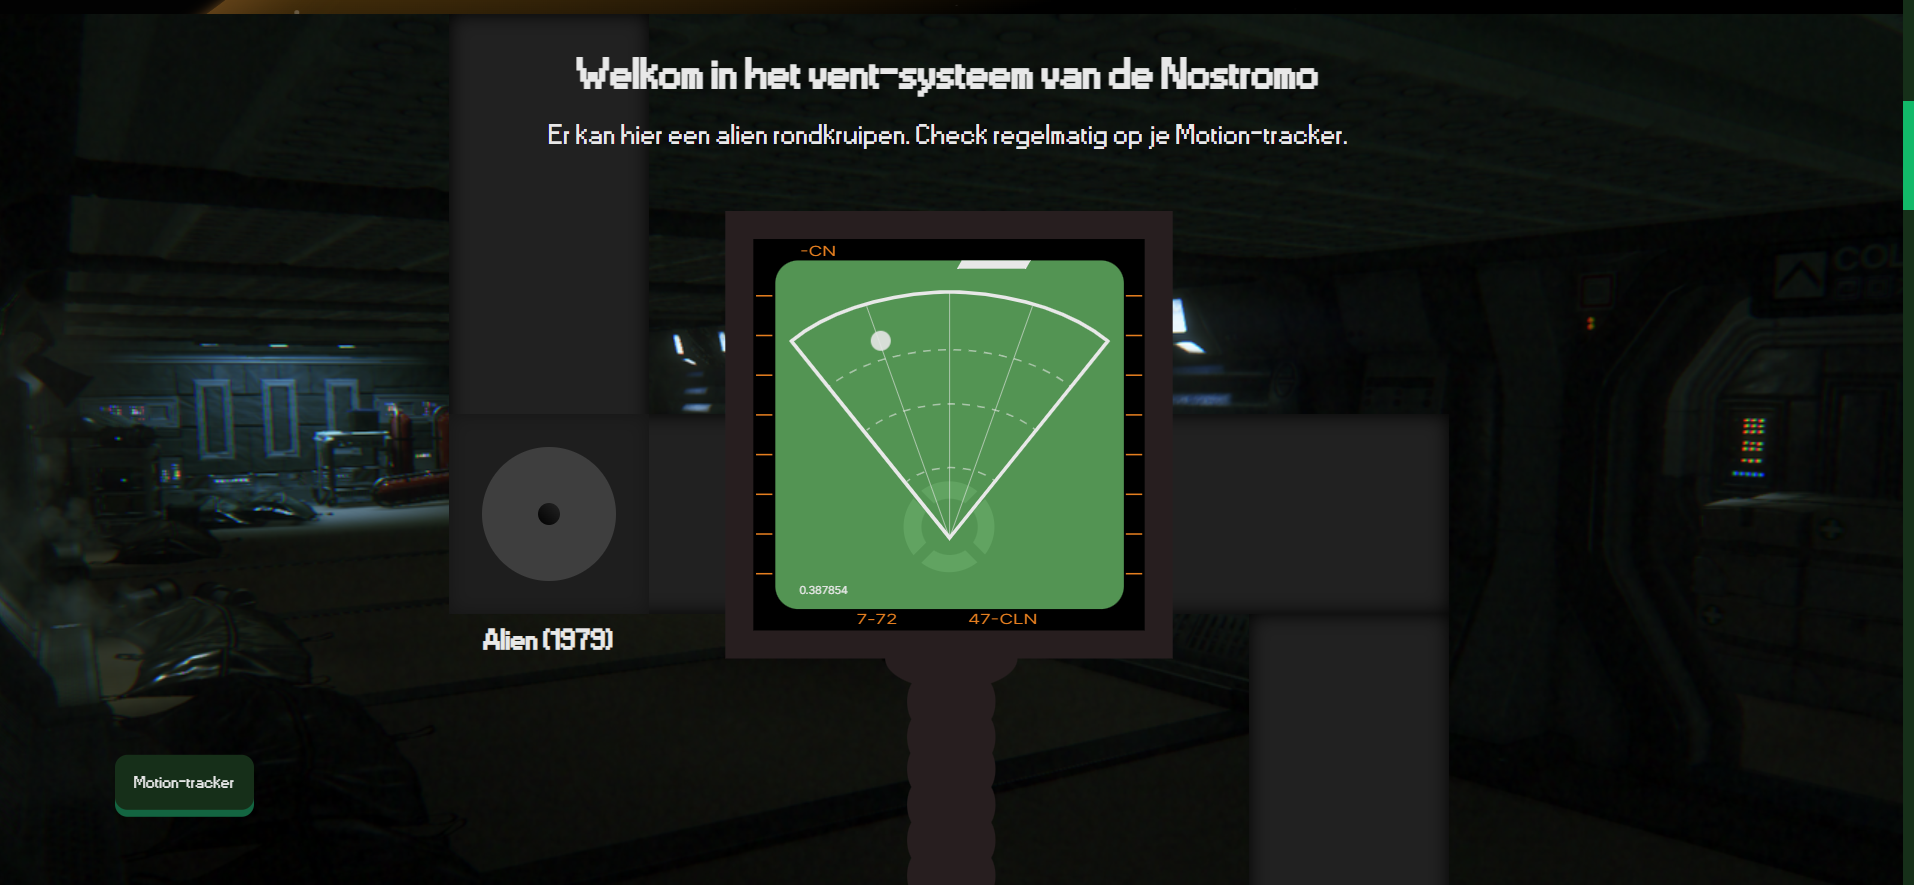 Welkom in het vent-systeem van de Nostromo
Er kan hier een alien rondkruipen. Check regelmatig op je Motion-tracker.
-CN
COL
0.387854
7-72 47-CLN
Alien (1979)
Motion-tracker